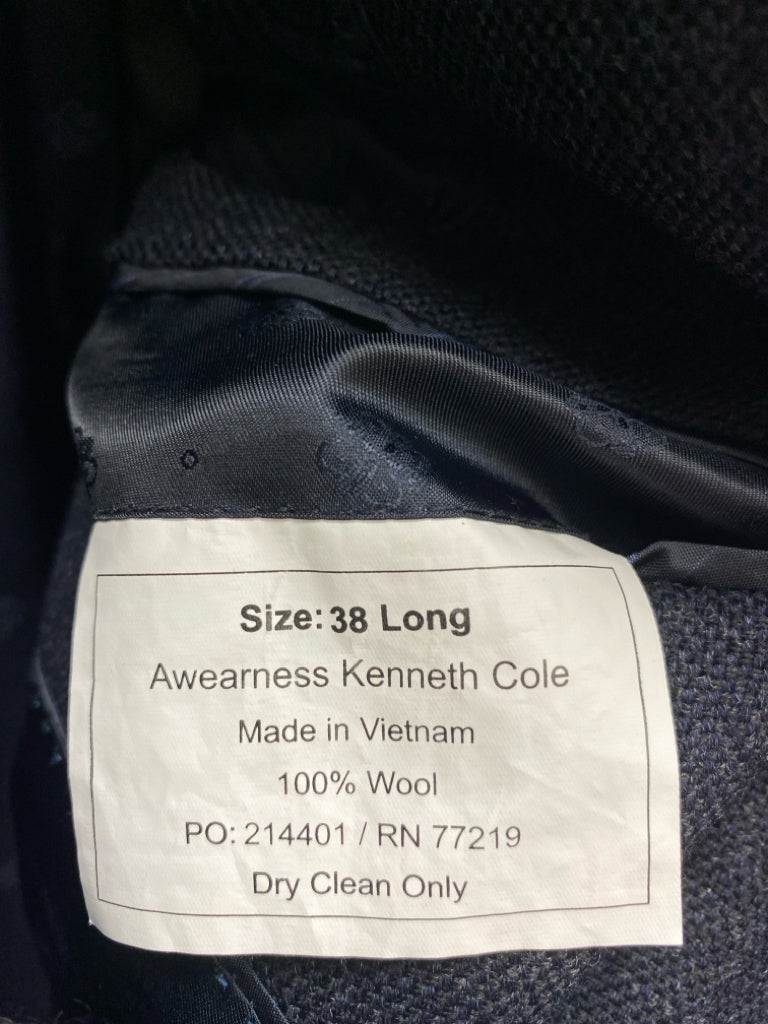 Size: 38 Long
Awearness Kenneth Cole
Made in Vietnam
100% Wool
PO: 214401 / RN 77219
Dry Clean Only